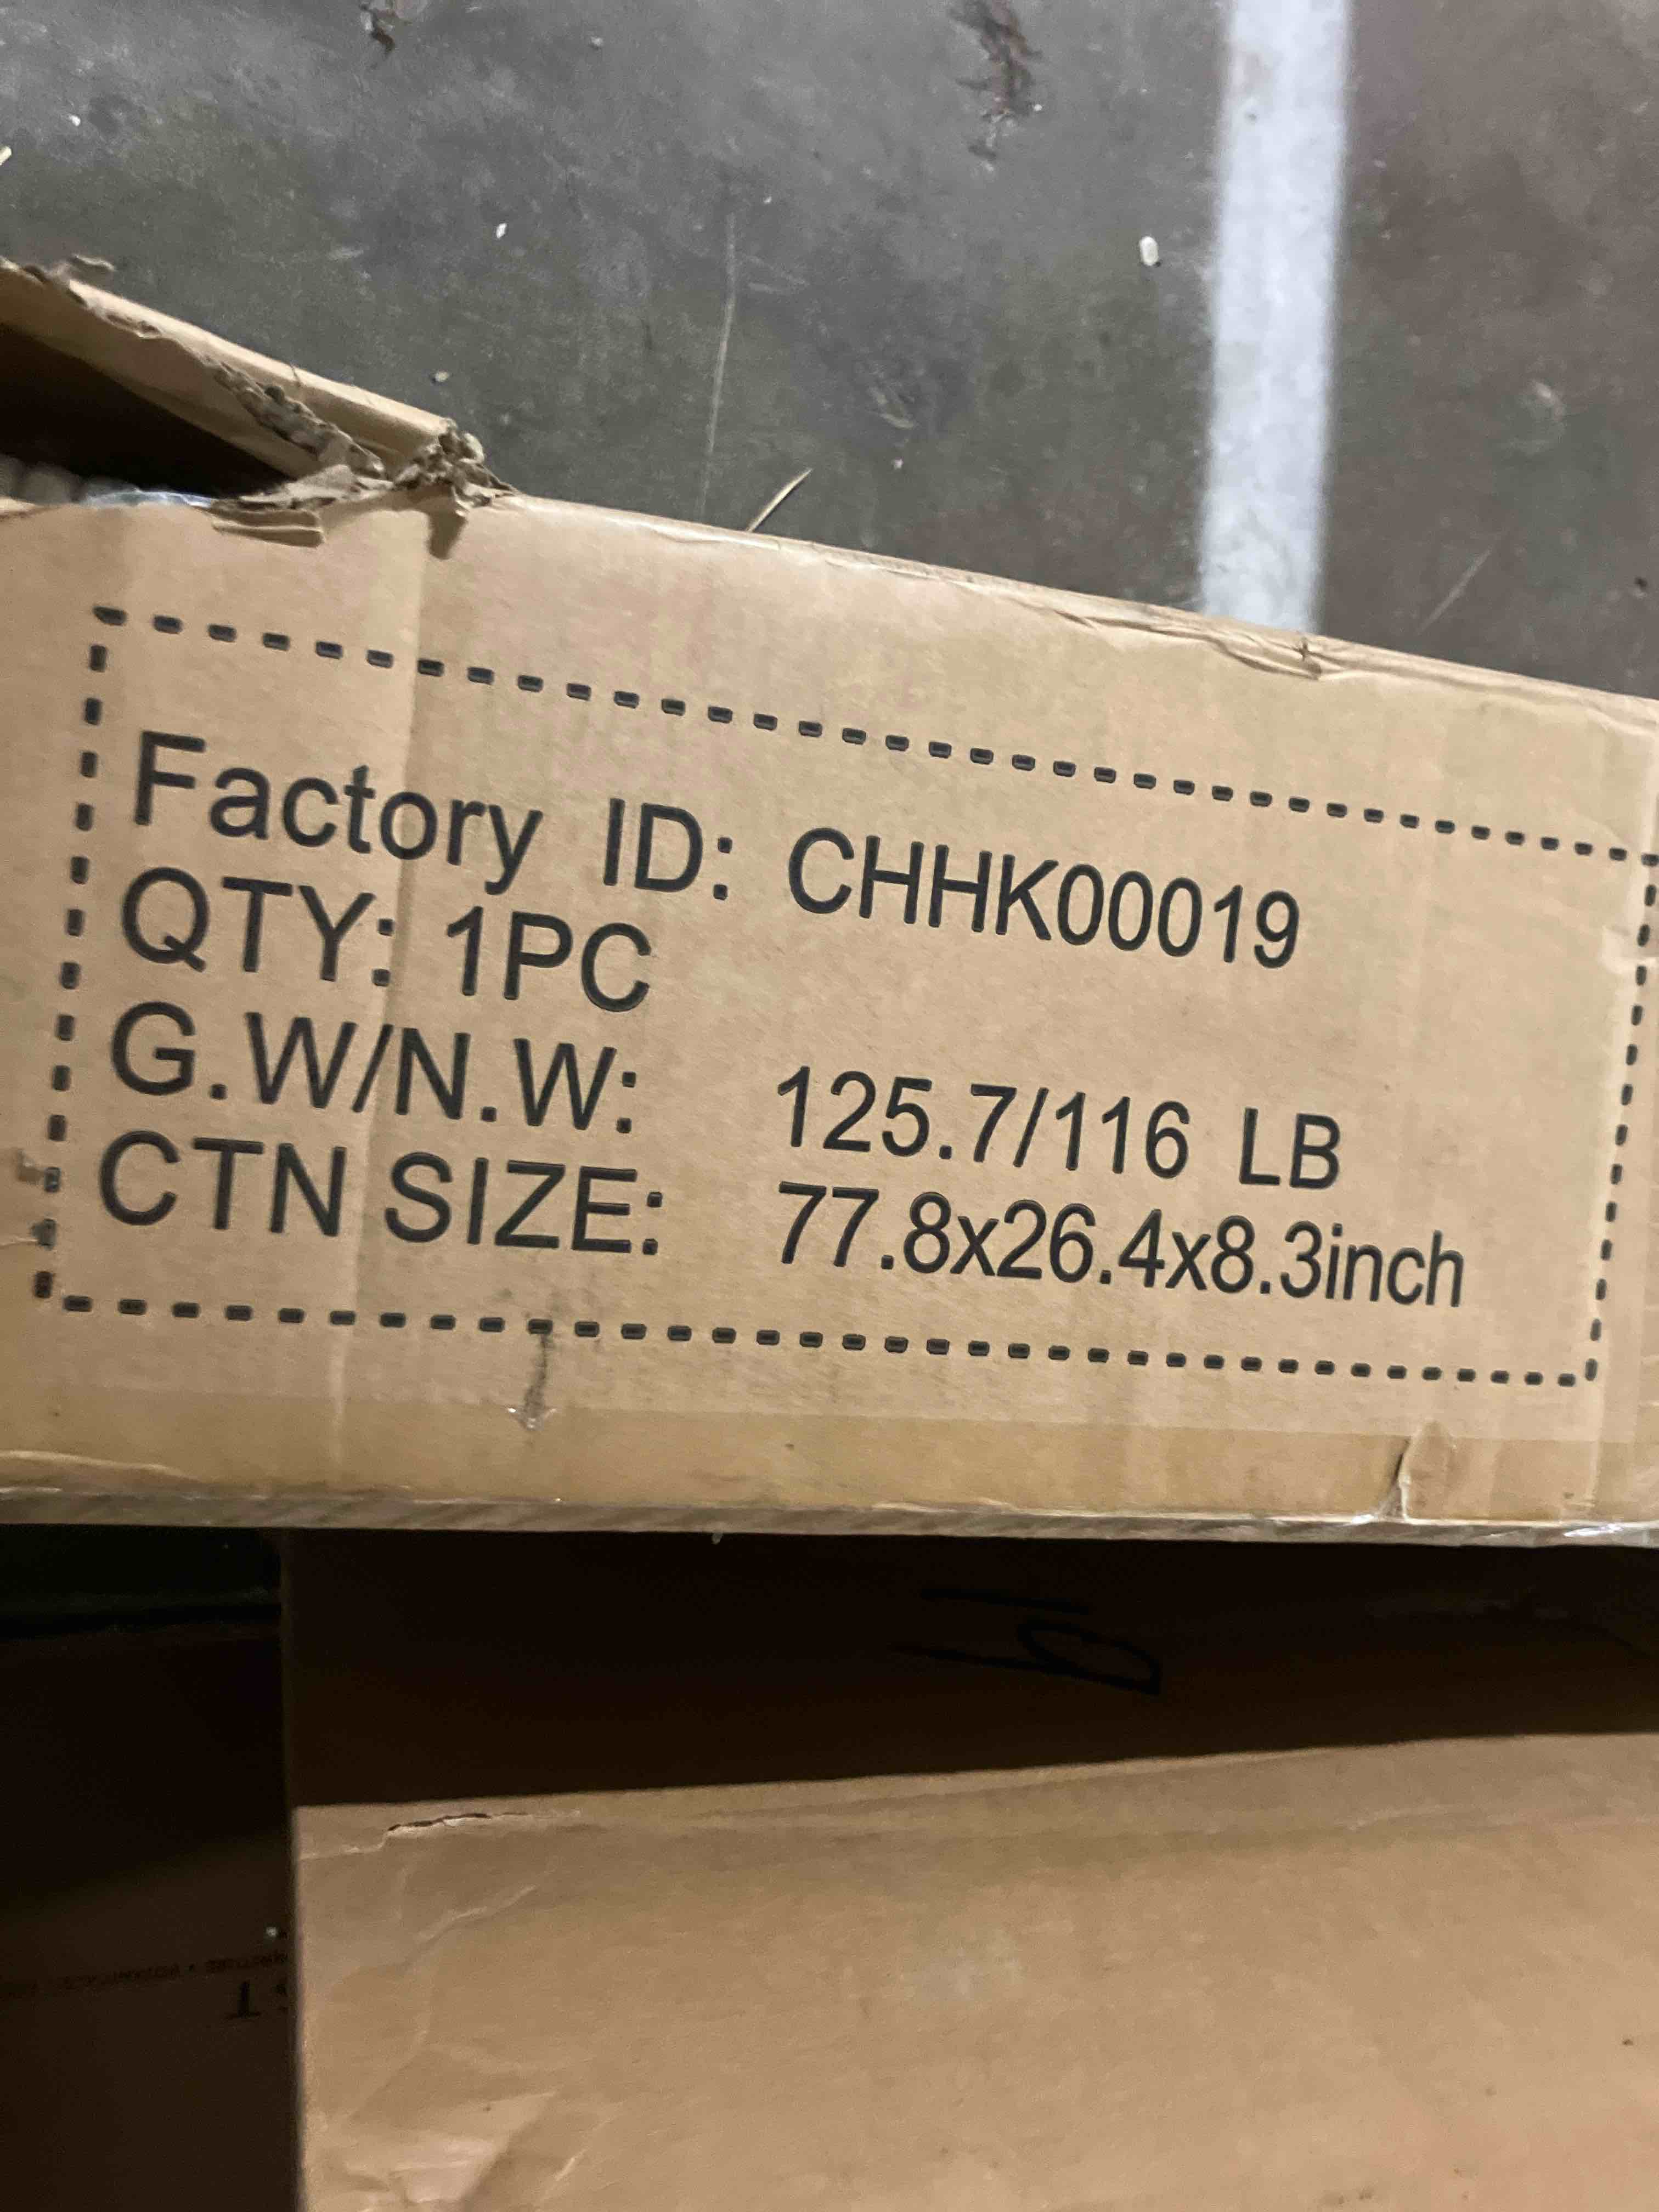 Factory ID: CHHK00019
QTY: 1PC
G.W/N.W: 125.7/116 LB
CTN SIZE: 77.8x26.4x8.3inch